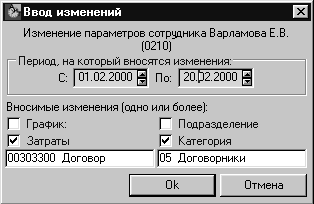 Ввод изменений
Изменение параметров сотрудника Варламова Е.В.
(0210)
Период, на который вносятся изменения:
С: 01.02.2000 По: 20.02.2000
Вносимые изменения (одно или более):
График: Подразделение
Затраты Категория
00303300 Договор 05 Договорники
Ok Отмена